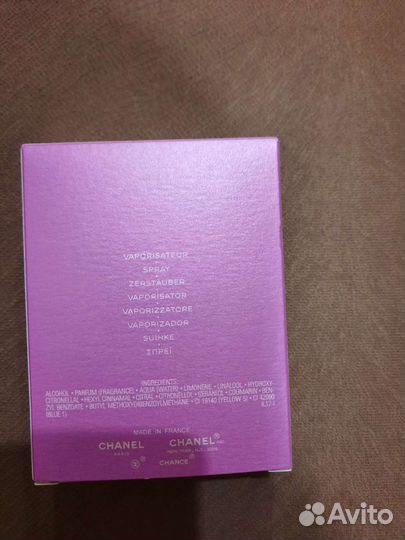 VAPORISATEUR
SPRAY
ZERSTÄUBER
VAPORISATOR
VAPORIZZATORE
VAPORIZADOR
SUIHKE
ΣΠΡΕΪ
INGREDIENTS:
ALCOHOL • PARFUM (FRAGRANCE) • AQUA (WATER) • LIMONENE • LINALOOL • HYDROXY-
CITRONELLAL • HEXYL CINNAMAL • CITRAL • CITRONELLOL • GERANIOL • COUMARIN • BEN-
ZYL BENZOATE • BUTYL METHOXYDIBENZOYLMETHANE • CI 19140 (YELLOW 5) • CI 42090
(BLUE 1)
MADE IN FRANCE
CHANEL CHANEL®
PARIS
CHANCE®
Avito